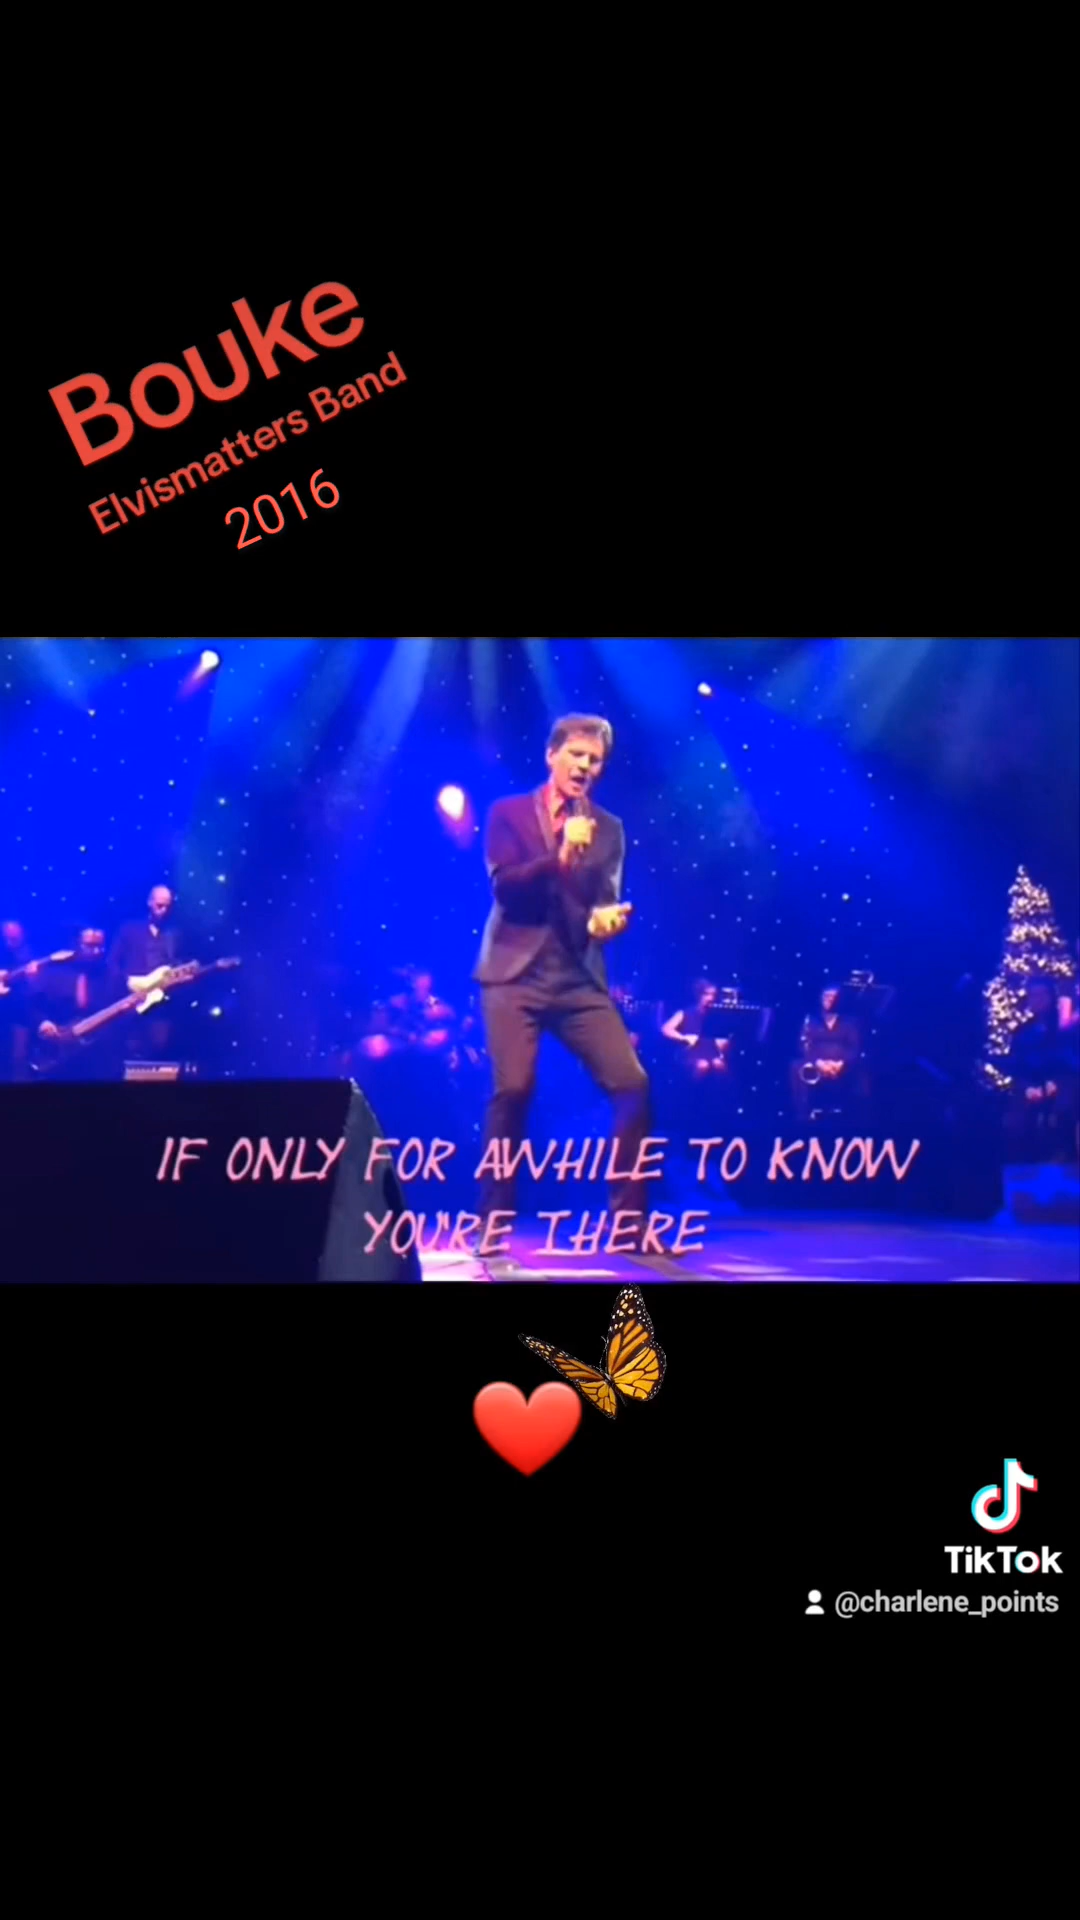 Bouke
Elvismatters Band
2016
IF ONLY FOR AWHILE TO KNOW
YOU'RE THERE
TikTok
@charlene_points